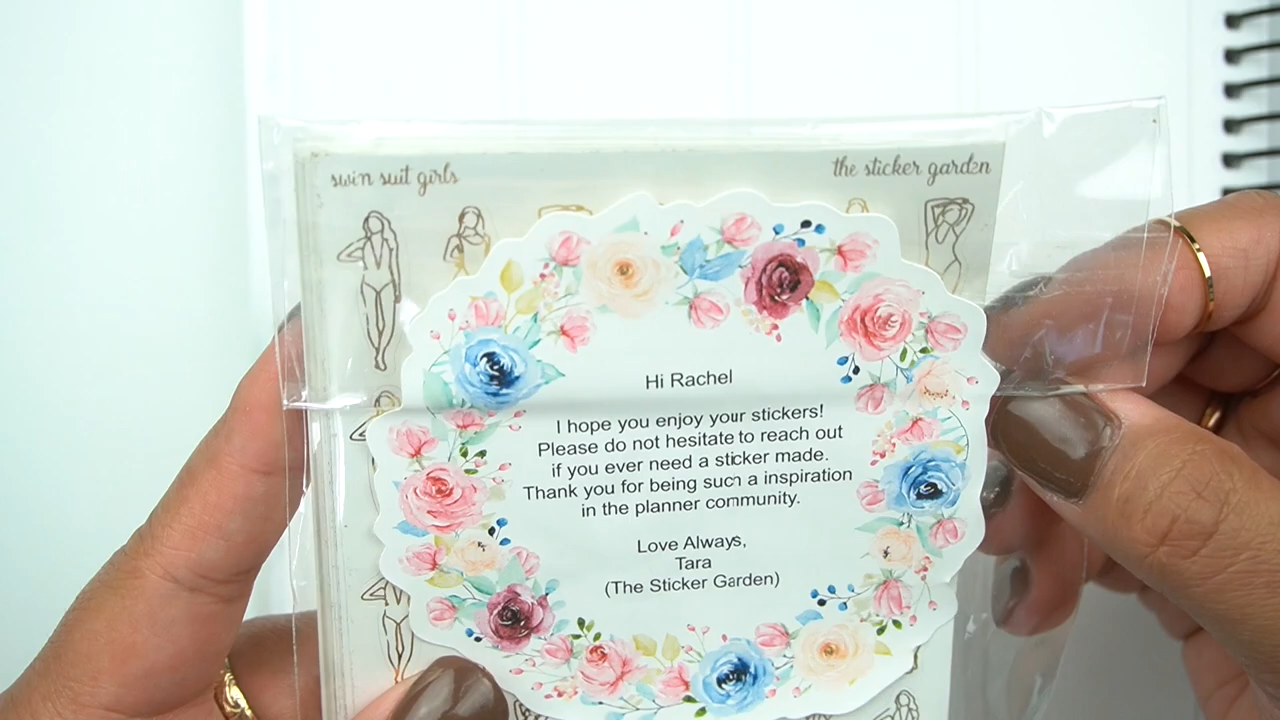 swim suit girls
the sticker garden
Hi Rachel
I hope you enjoy your stickers!
Please do not hesitate to reach out
if you ever need a sticker made.
Thank you for being such a inspiration
in the planner community.
Love Always,
Tara
(The Sticker Garden)